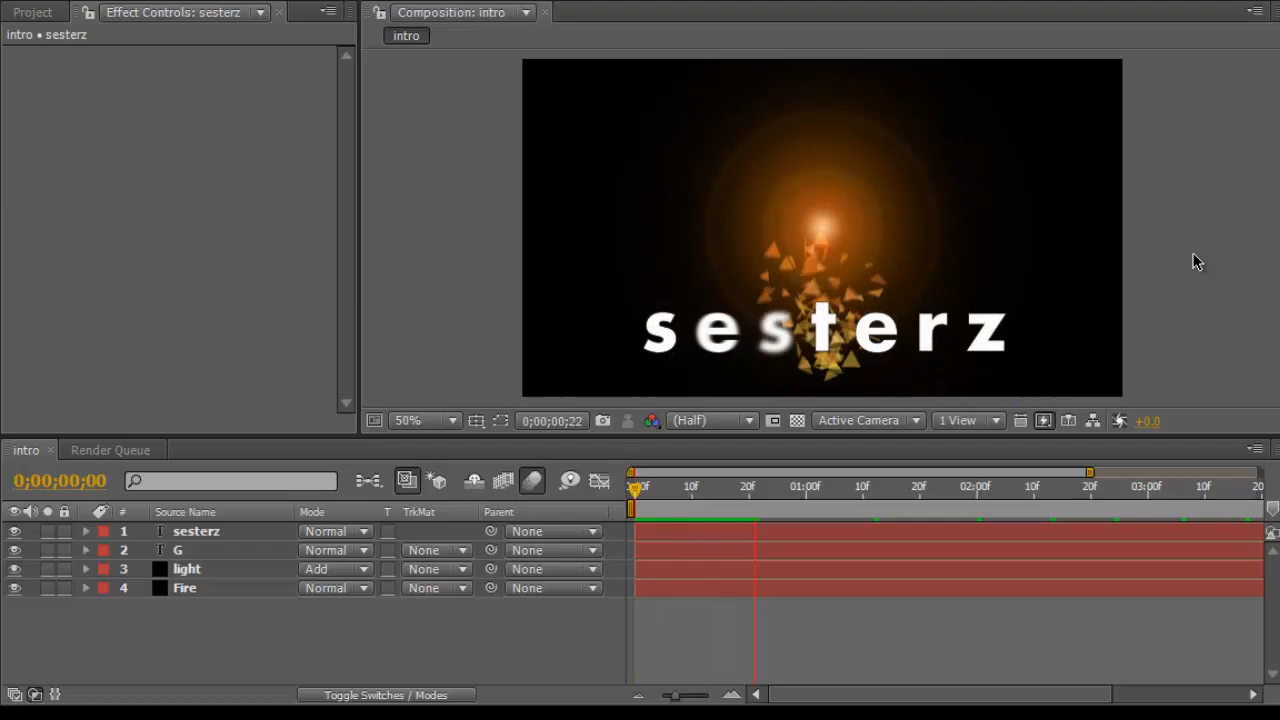 Project Effect Controls: sesterz Composition: intro
intro • sesterz
intro
sesterz
50% 0;00;00;22 (Half) Active Camera 1 View +0.0
intro Render Queue
0;00;00;00
10f 20f 01:00f 10f 20f 02:00f 10f 20f 03:00f 10f 20
# Source Name Mode T TrkMat Parent
1 T sesterz Normal None
2 T G Normal None None
3 light Add None None
4 Fire Normal None None
Toggle Switches / Modes